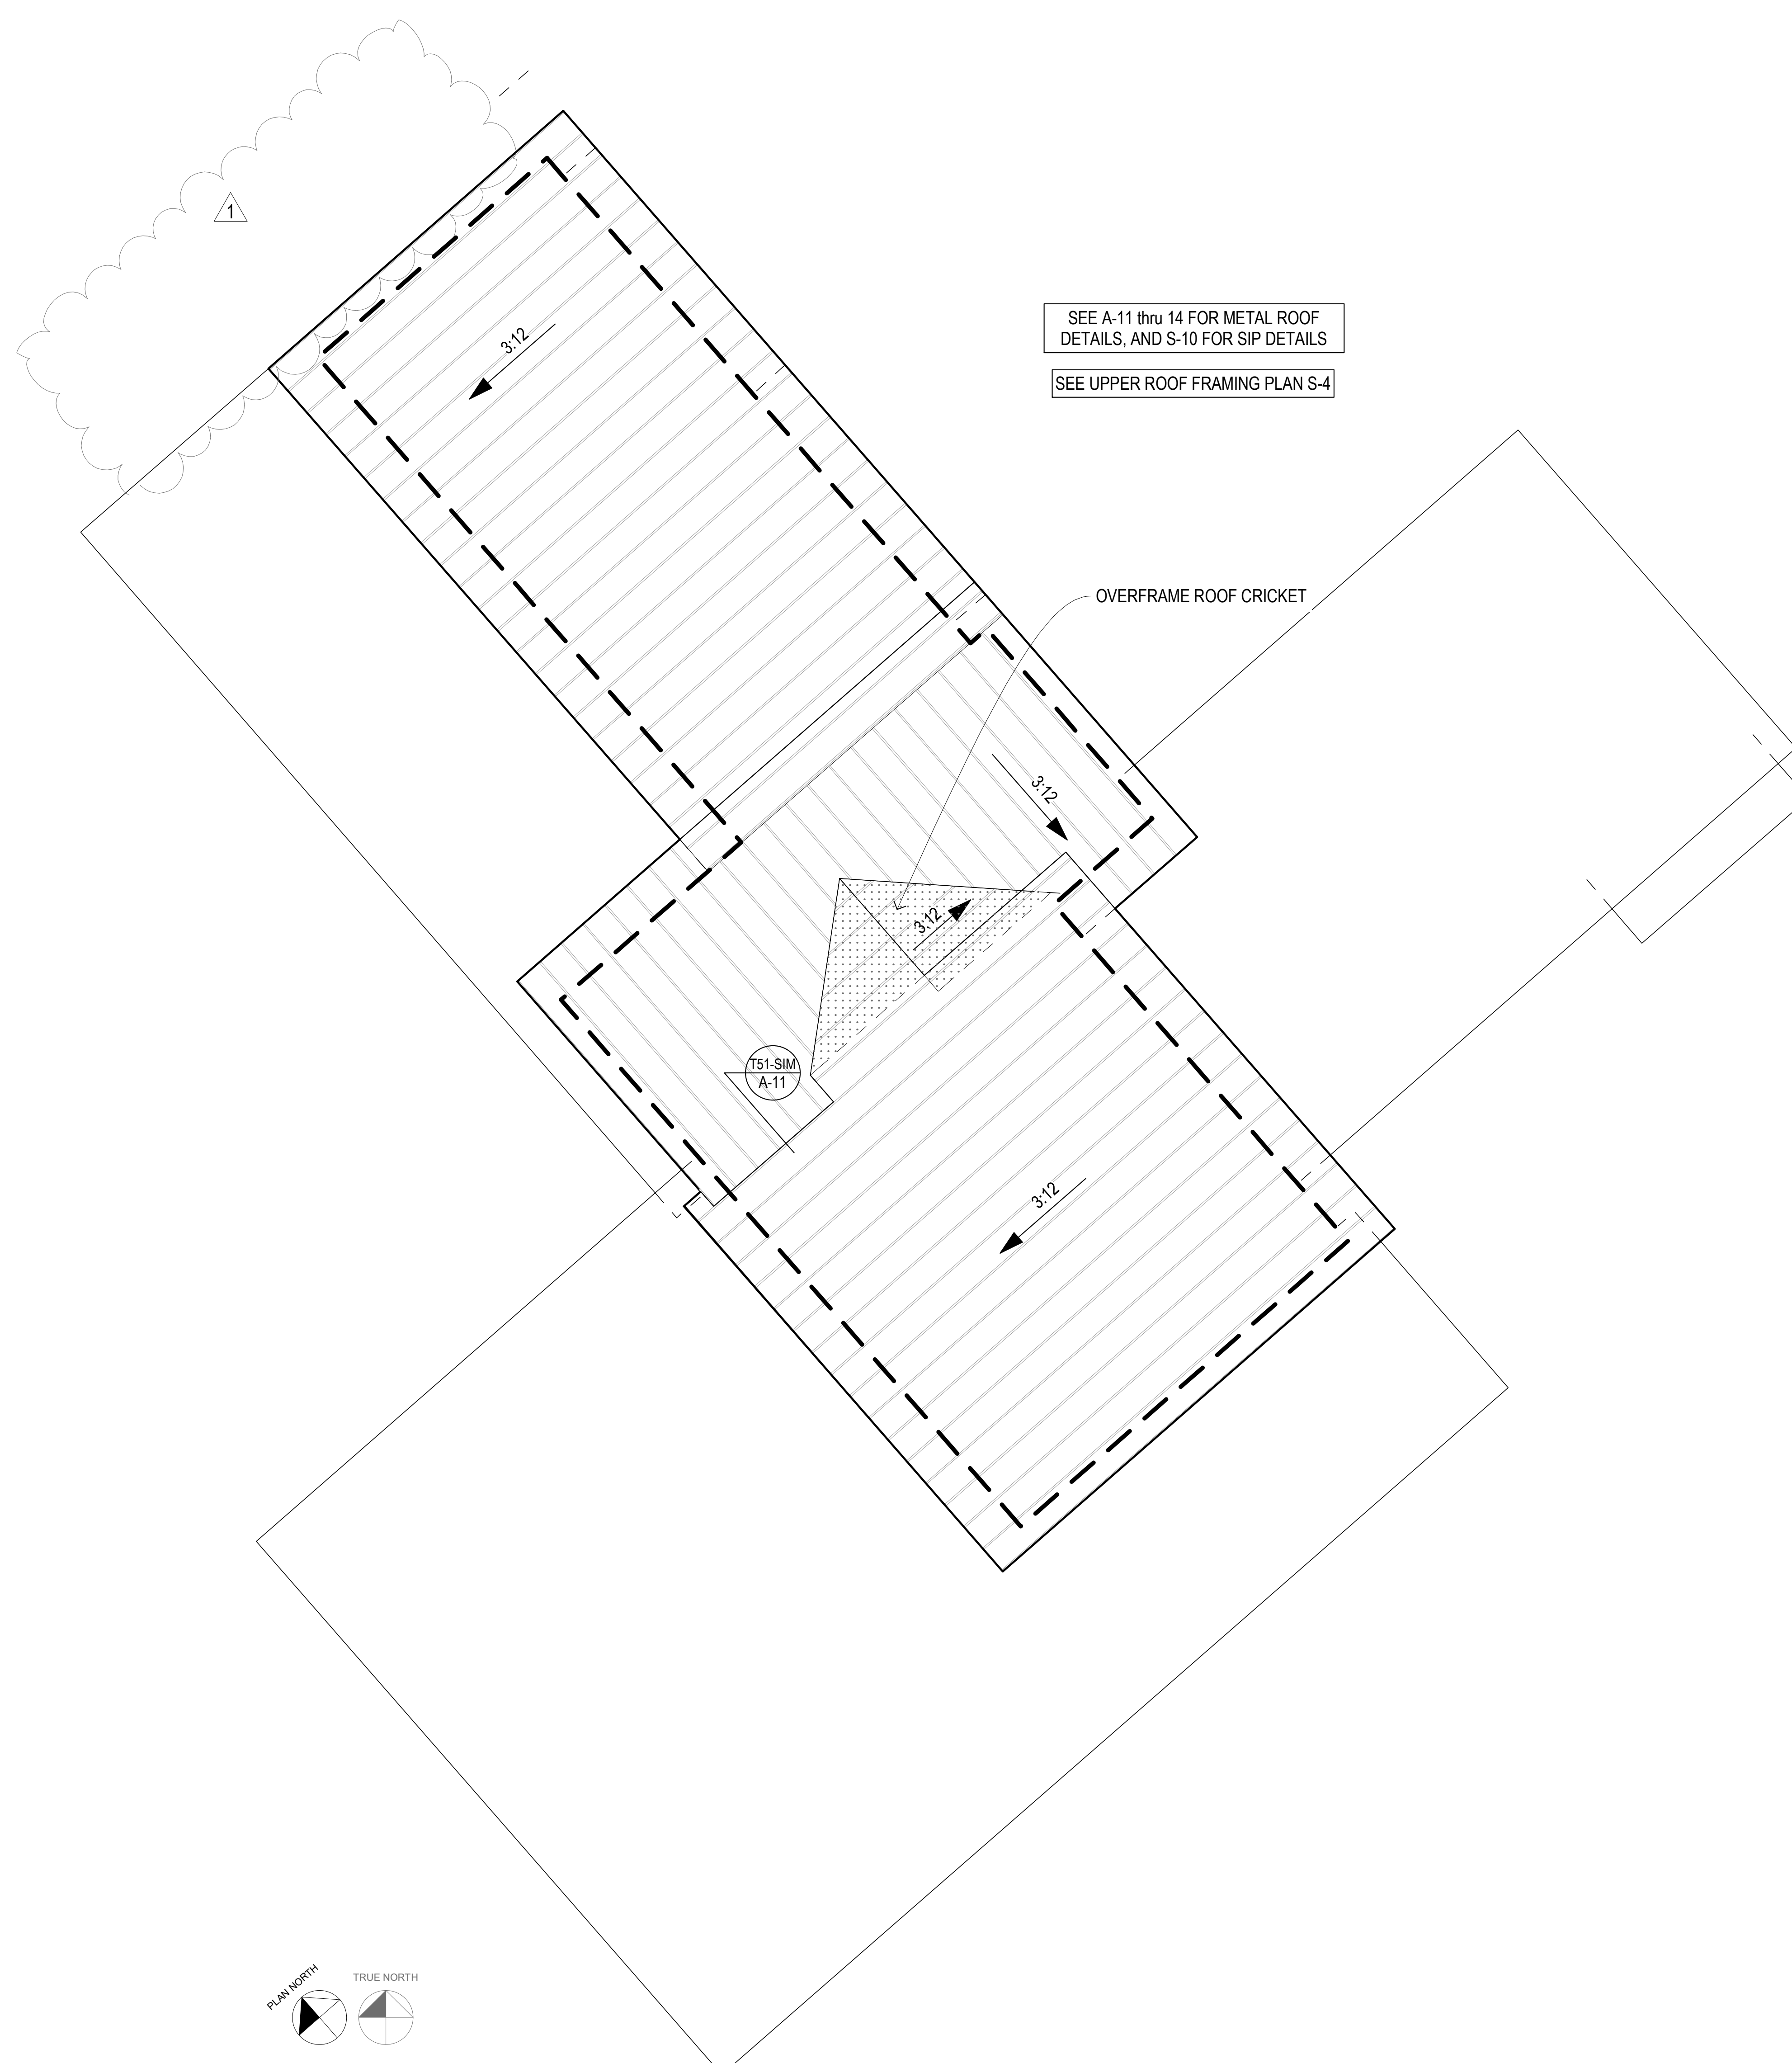 1
3:12
SEE A-11 thru 14 FOR METAL ROOF
DETAILS, AND S-10 FOR SIP DETAILS
SEE UPPER ROOF FRAMING PLAN S-4
OVERFRAME ROOF CRICKET
3:12
3:12
T51-SIM
A-11
3:12
PLAN NORTH
TRUE NORTH